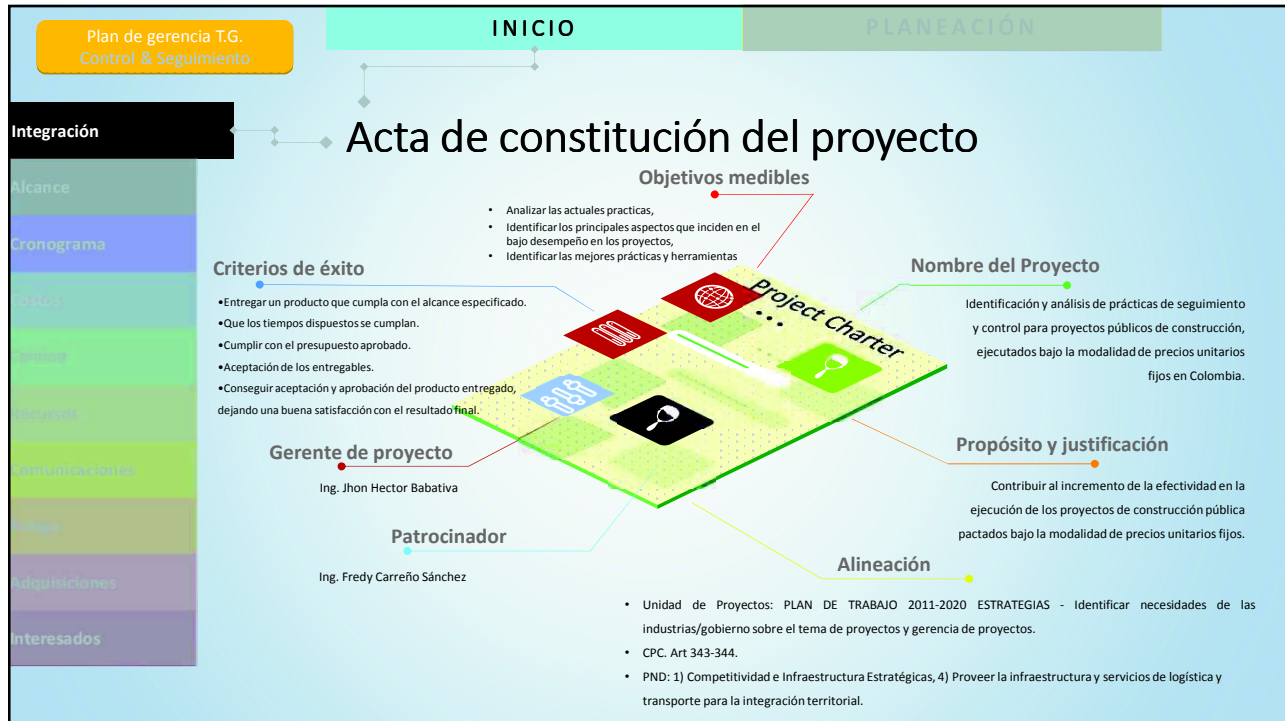 Plan de gerencia T.G.
Control & Seguimiento
INICIO
PLANEACIÓN
Integración
Alcance
Cronograma
Costos
Recursos
Comunicaciones
Adquisiciones
Interesados
Acta de constitución del proyecto
Objetivos medibles
• Analizar las actuales practicas,
• Identificar los principales aspectos que inciden en el
bajo desempeño en los proyectos,
• Identificar las mejores prácticas y herramientas
Criterios de éxito
•Entregar un producto que cumpla con el alcance especificado.
•Que los tiempos dispuestos se cumplan.
•Cumplir con el presupuesto aprobado.
•Aceptación de los entregables.
•Conseguir aceptación y aprobación del producto entregado,
dejando una buena satisfacción con el resultado final.
Project Charter
...
Nombre del Proyecto
Identificación y análisis de prácticas de seguimiento
y control para proyectos públicos de construcción,
ejecutados bajo la modalidad de precios unitarios
fijos en Colombia.
Gerente de proyecto
Ing. Jhon Hector Babativa
Propósito y justificación
Contribuir al incremento de la efectividad en la
ejecución de los proyectos de construcción pública
pactados bajo la modalidad de precios unitarios fijos.
Patrocinador
Ing. Fredy Carreño Sánchez
Alineación
• Unidad de Proyectos: PLAN DE TRABAJO 2011-2020 ESTRATEGIAS - Identificar necesidades de las
industrias/gobierno sobre el tema de proyectos y gerencia de proyectos.
• CPC. Art 343-344.
• PND: 1) Competitividad e Infraestructura Estratégicas, 4) Proveer la infraestructura y servicios de logística y
transporte para la integración territorial.